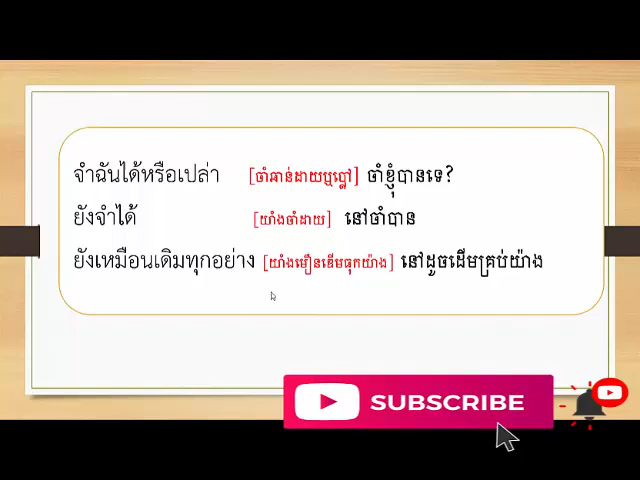 จำฉันได้หรือเปล่า [ចាំឆាន់ដាយឬប្លៅ] ចាំខ្ញុំបានទេ?
ยังจำได้ [យ៉ាំងចាំដាយ] នៅចាំបាន
ยังเหมือนเดิมทุกอย่าง [យ៉ាំងមឿនឌើមធុកយ៉ាង] នៅដូចដើមគ្រប់យ៉ាង
SUBSCRIBE